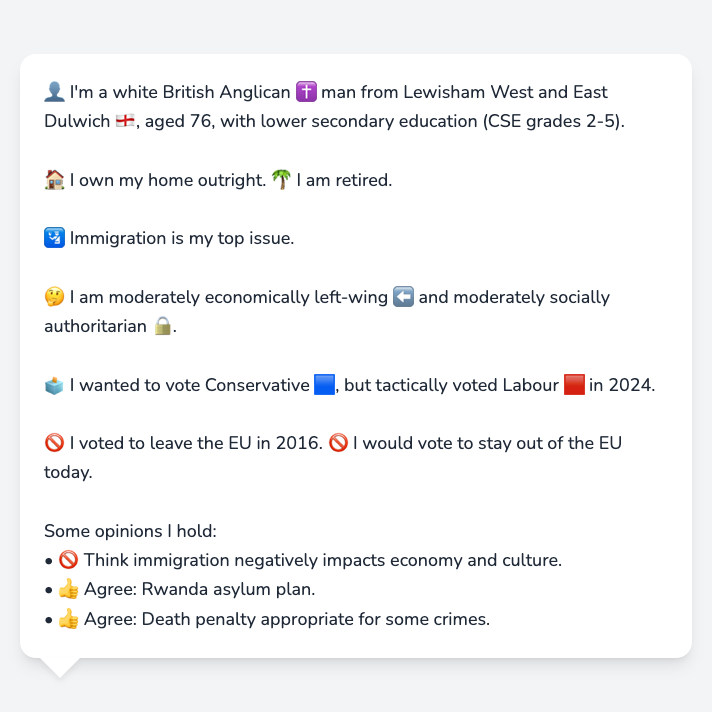 👤 I'm a white British Anglican ✝️ man from Lewisham West and East
Dulwich 🏴󠁧󠁢󠁥󠁮󠁧󠁿, aged 76, with lower secondary education (CSE grades 2-5).
🏠 I own my home outright. 🌴 I am retired.
🛂 Immigration is my top issue.
🤔 I am moderately economically left-wing ⬅️ and moderately socially
authoritarian 🔒.
🗳️ I wanted to vote Conservative 🟦, but tactically voted Labour 🟥 in 2024.
🚫 I voted to leave the EU in 2016. 🚫 I would vote to stay out of the EU
today.
Some opinions I hold:
• 🚫 Think immigration negatively impacts economy and culture.
• 👍 Agree: Rwanda asylum plan.
• 👍 Agree: Death penalty appropriate for some crimes.